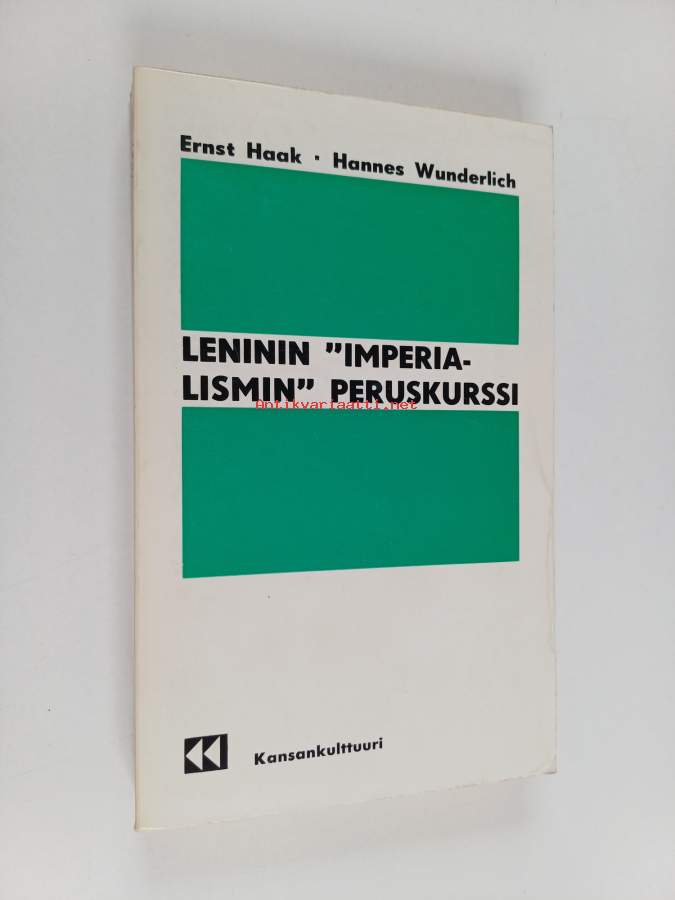 Ernst Haak · Hannes Wunderlich
LENININ ”IMPERIA-
LISMIN” PERUSKURSSI
Antikvariaatti.net
Kansankulttuuri